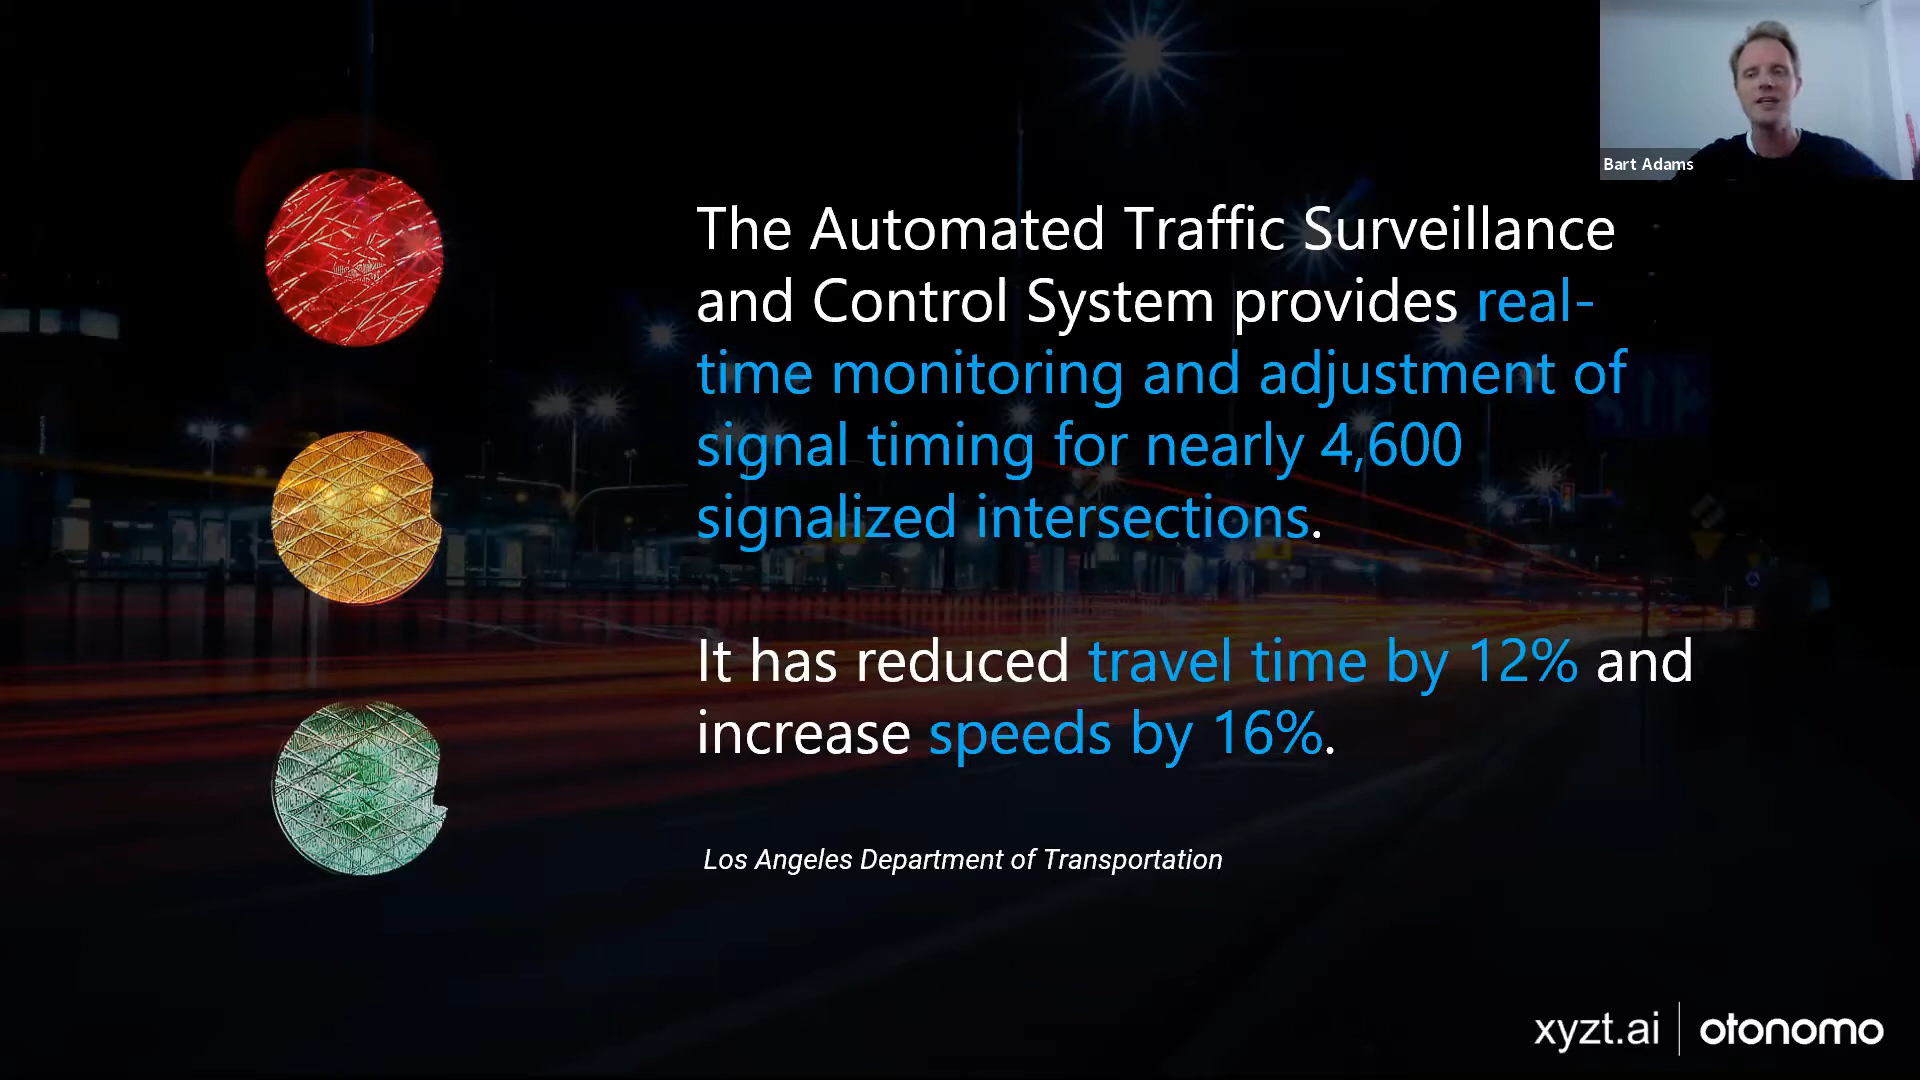 Bart Adams
The Automated Traffic Surveillance
and Control System provides real-
time monitoring and adjustment of
signal timing for nearly 4,600
signalized intersections.
It has reduced travel time by 12% and
increase speeds by 16%.
Los Angeles Department of Transportation
xyzt.ai | otonomo